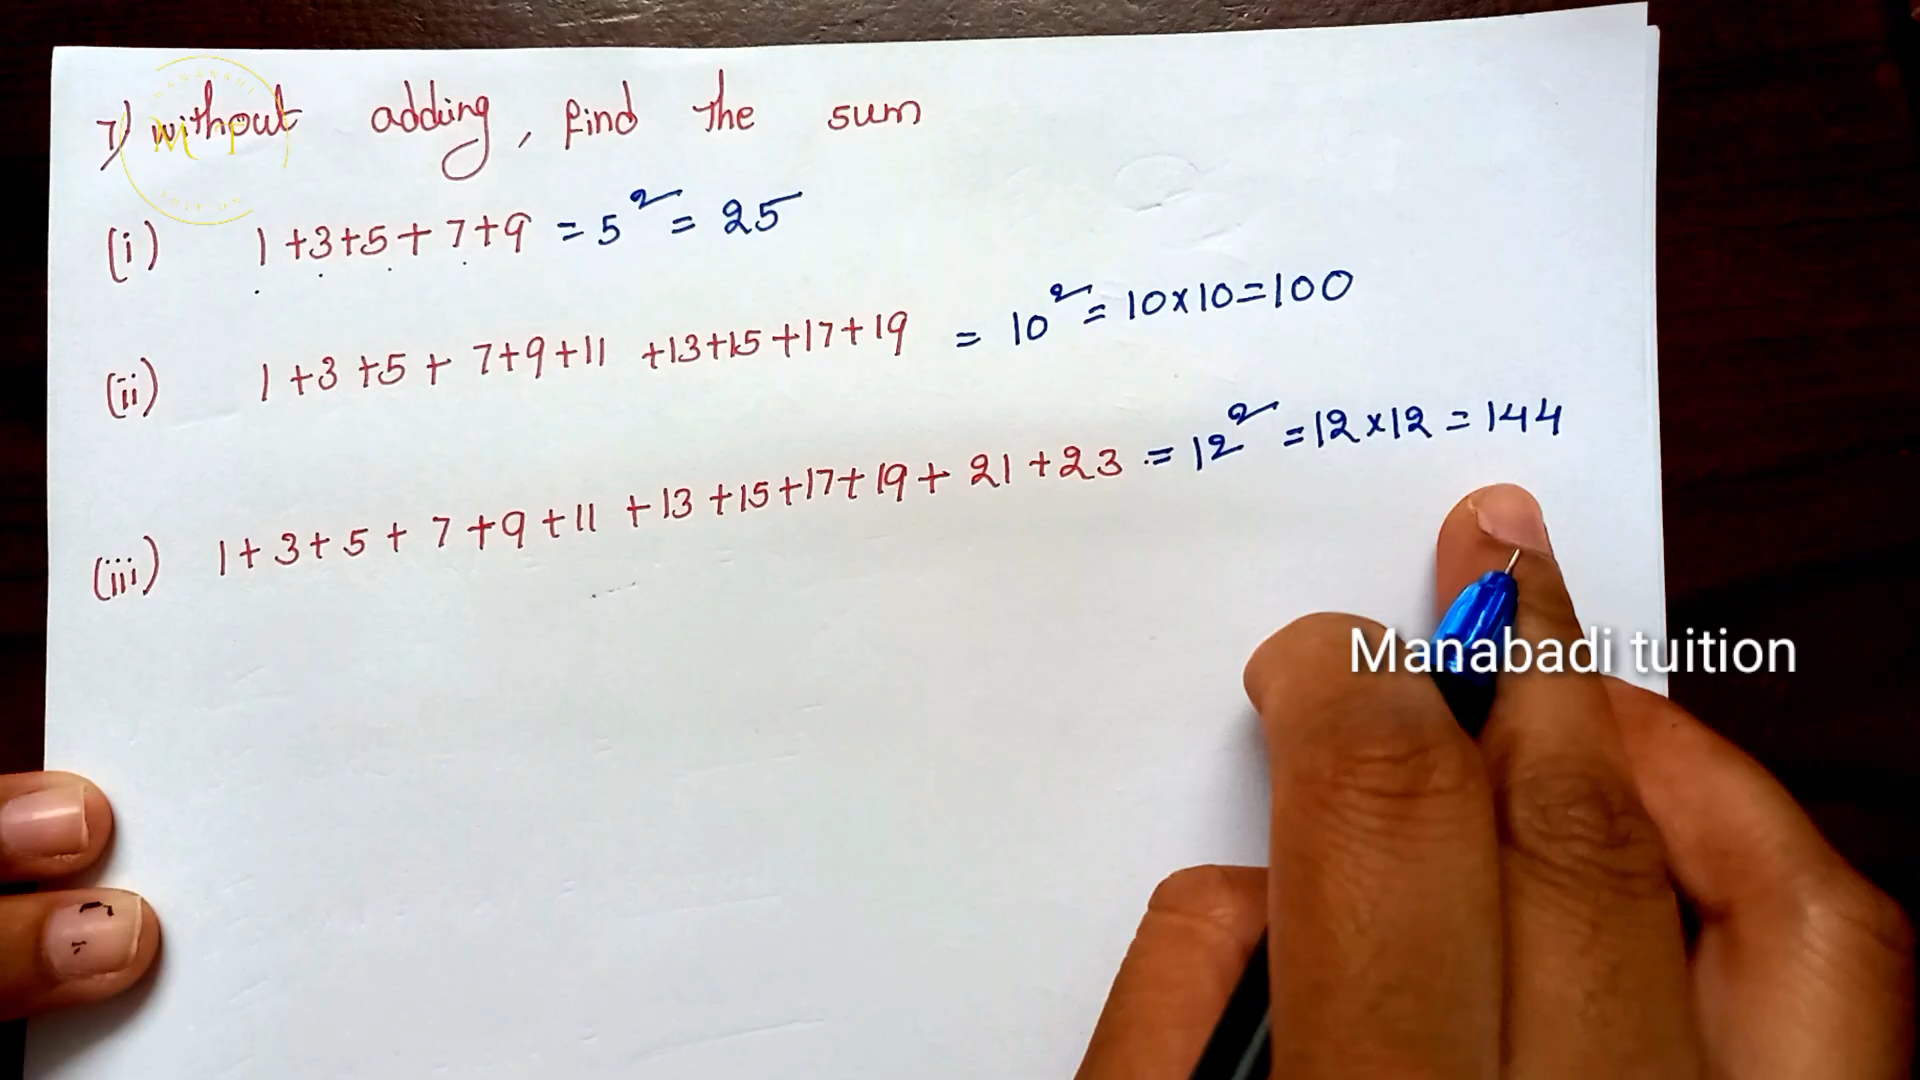 7) without adding, find the sum
(i) 1 +3+5+ 7+9 = 5² = 25
(ii) 1 +3 +5 + 7+9+11 +13+15+17+19 = 10² = 10×10=100
(iii) 1+3+5+ 7+9+11 +13 +15+17+19+ 21 +23 = 12² = 12×12 = 144
Manabadi tuition